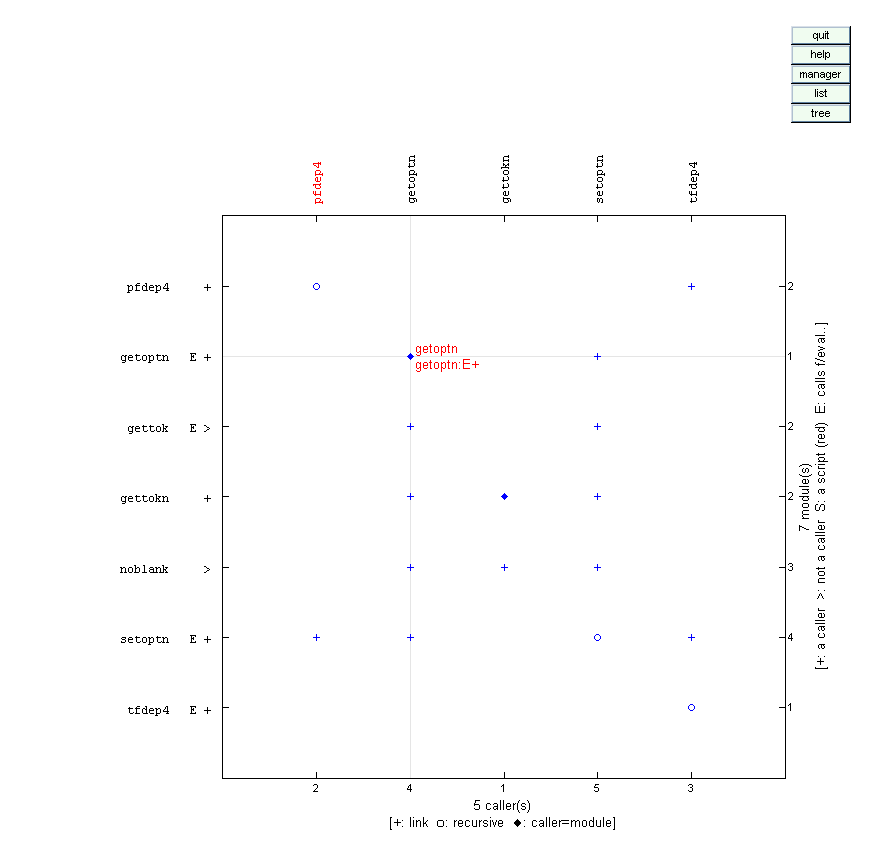 quit
help
manager
list
tree
pfdep4
getoptn
gettokn
setoptn
tfdep4
pfdep4 + 2
getoptn E + 1
getoptn
getoptn:E+
gettok E > 2
gettokn + 2
noblank > 3
setoptn E + 4
tfdep4 E + 1
7 module(s)
[+: a caller >: not a caller S: a script (red) E: calls f/eval..]
2 4 1 5 3
5 caller(s)
[+: link o: recursive ◆: caller=module]